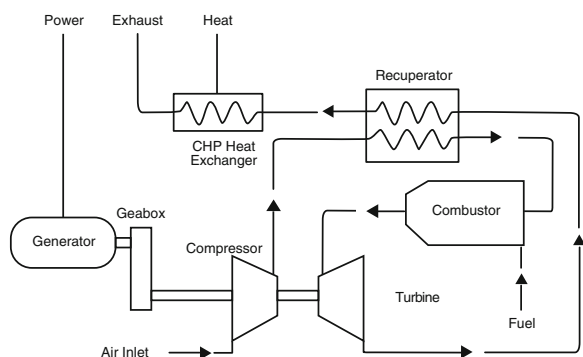 Power
Exhaust
Heat
Recuperator
CHP Heat
Exchanger
Combustor
Geabox
Generator
Compressor
Turbine
Fuel
Air Inlet